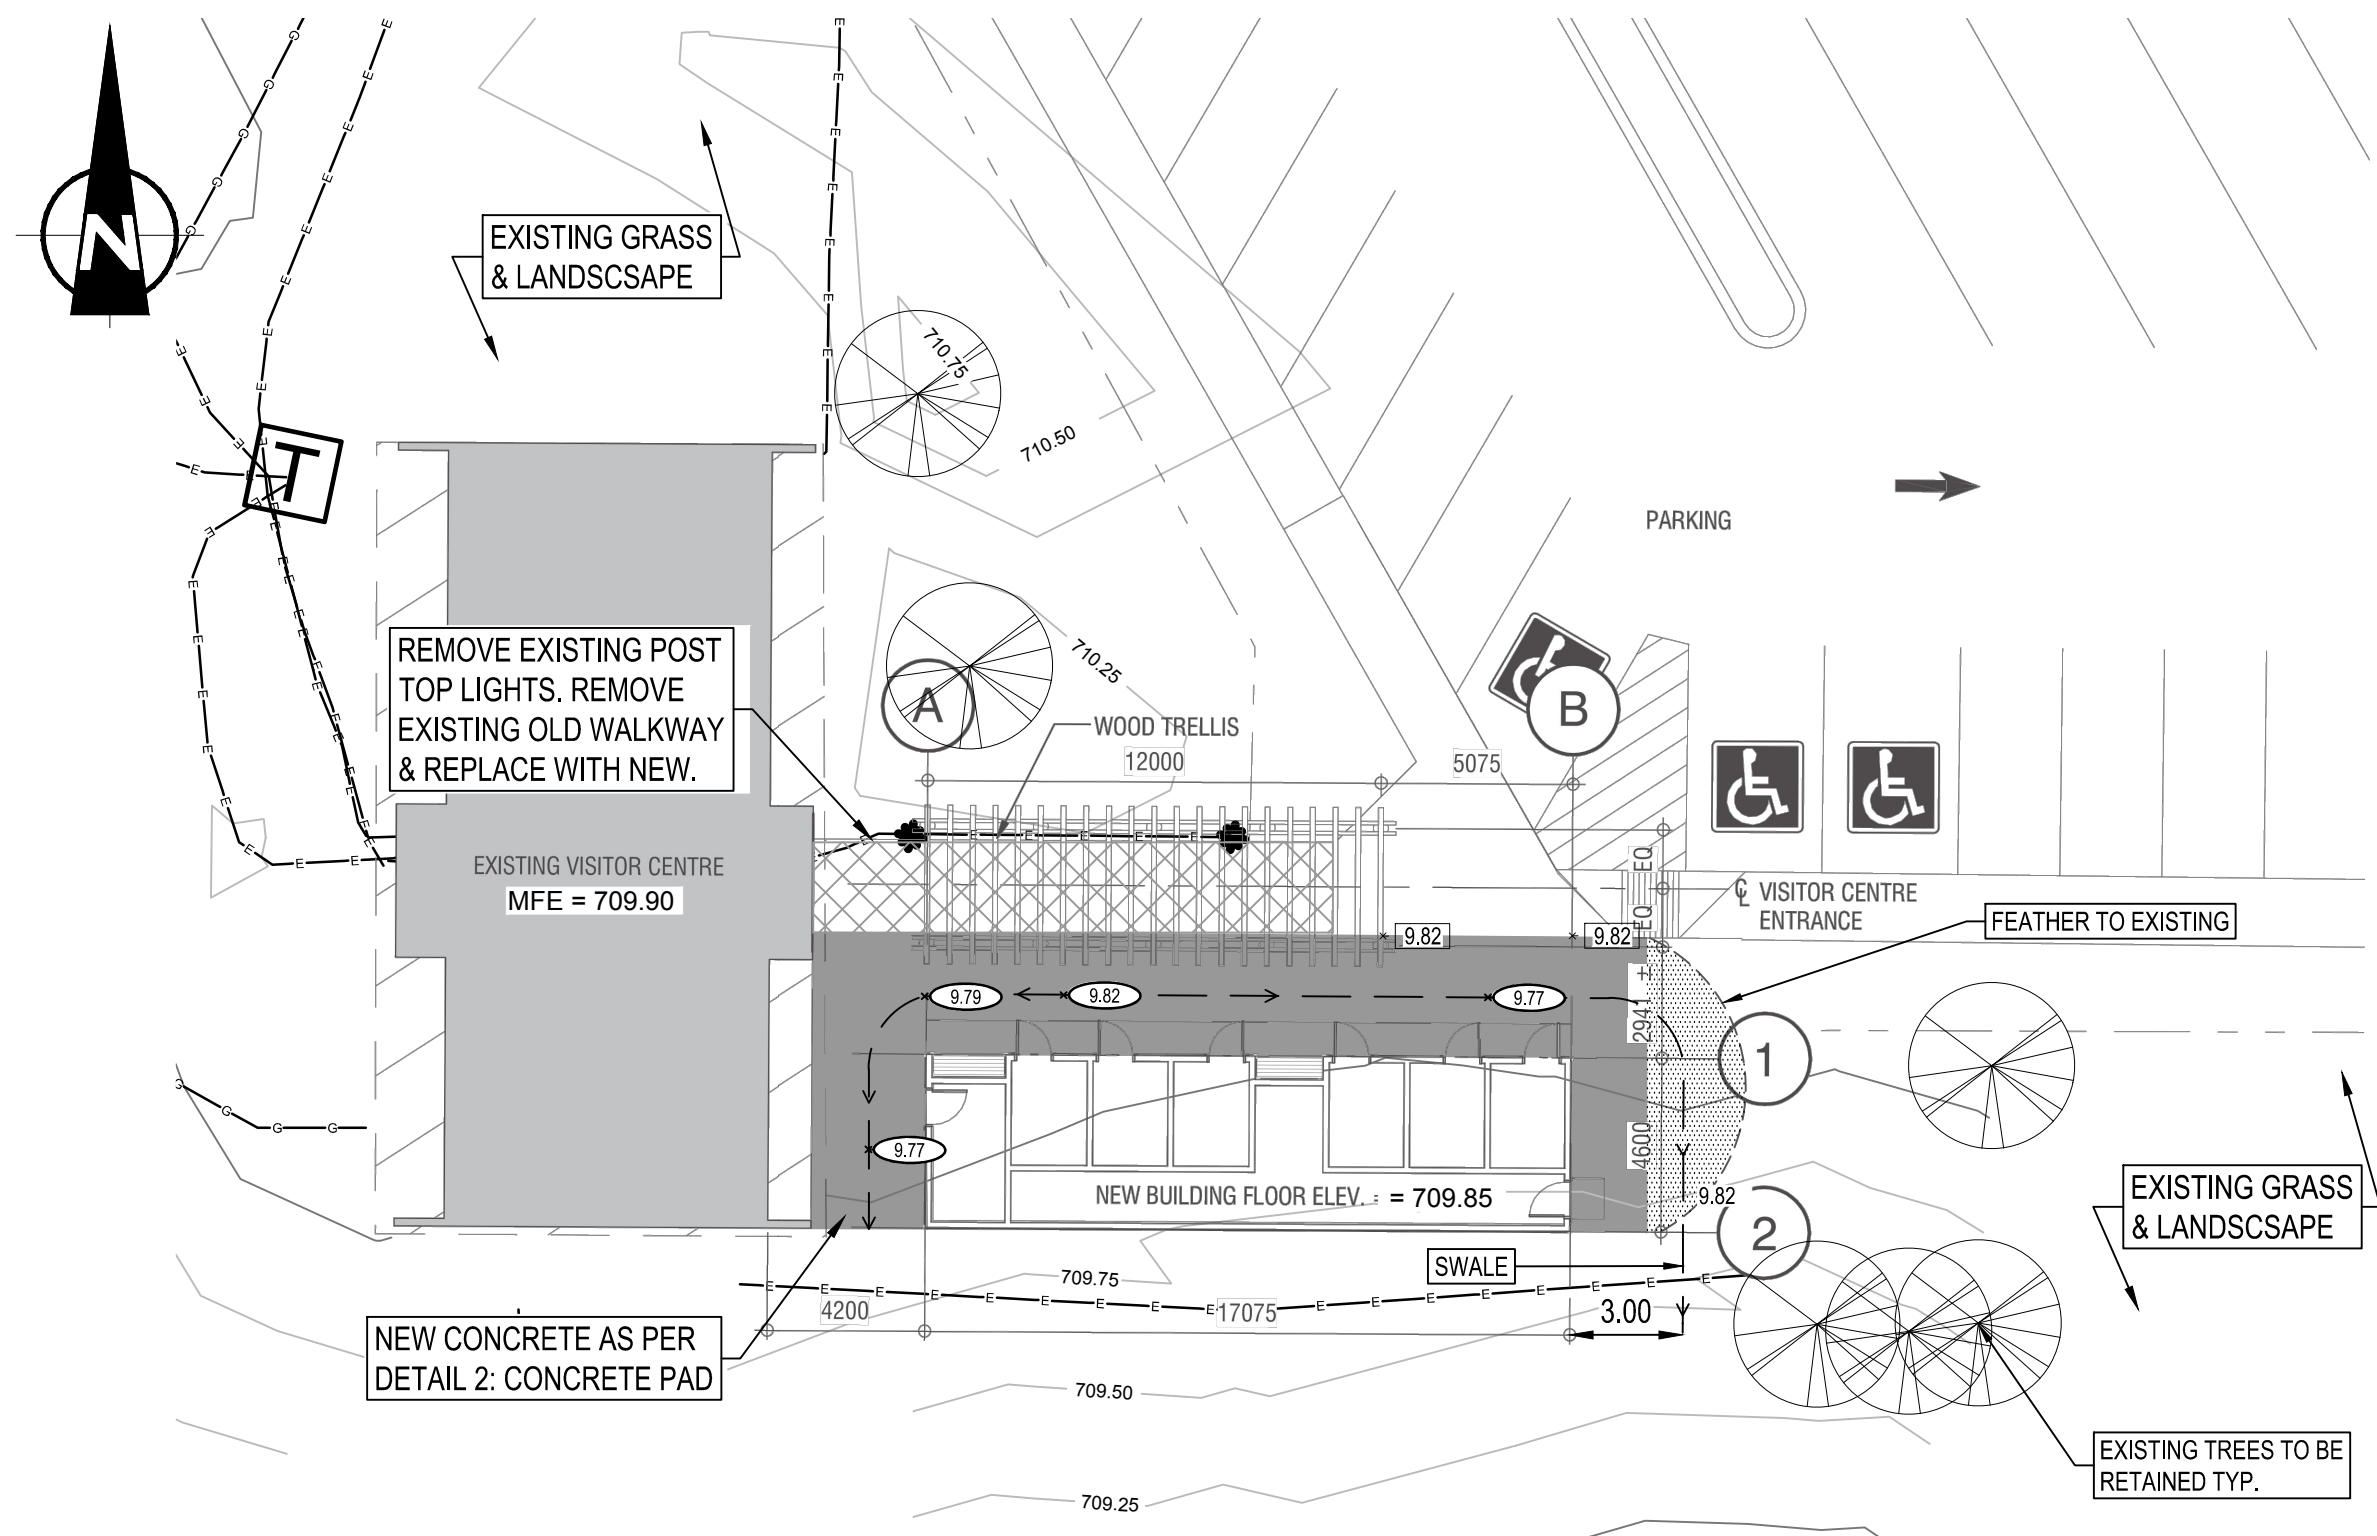 N
EXISTING GRASS
& LANDSCSAPE
710.75
710.50
T
PARKING
REMOVE EXISTING POST
TOP LIGHTS. REMOVE
EXISTING OLD WALKWAY
& REPLACE WITH NEW.
710.25
A
B
WOOD TRELLIS
12000
5075
EXISTING VISITOR CENTRE
MFE = 709.90
EQ
EQ
CL VISITOR CENTRE
ENTRANCE
FEATHER TO EXISTING
9.82
9.82
9.79
9.82
9.77
2941 ±
1
9.77
4600
NEW BUILDING FLOOR ELEV. = = 709.85
9.82
2
EXISTING GRASS
& LANDSCSAPE
SWALE
709.75
4200
17075
3.00
NEW CONCRETE AS PER
DETAIL 2: CONCRETE PAD
709.50
709.25
EXISTING TREES TO BE
RETAINED TYP.
E
G